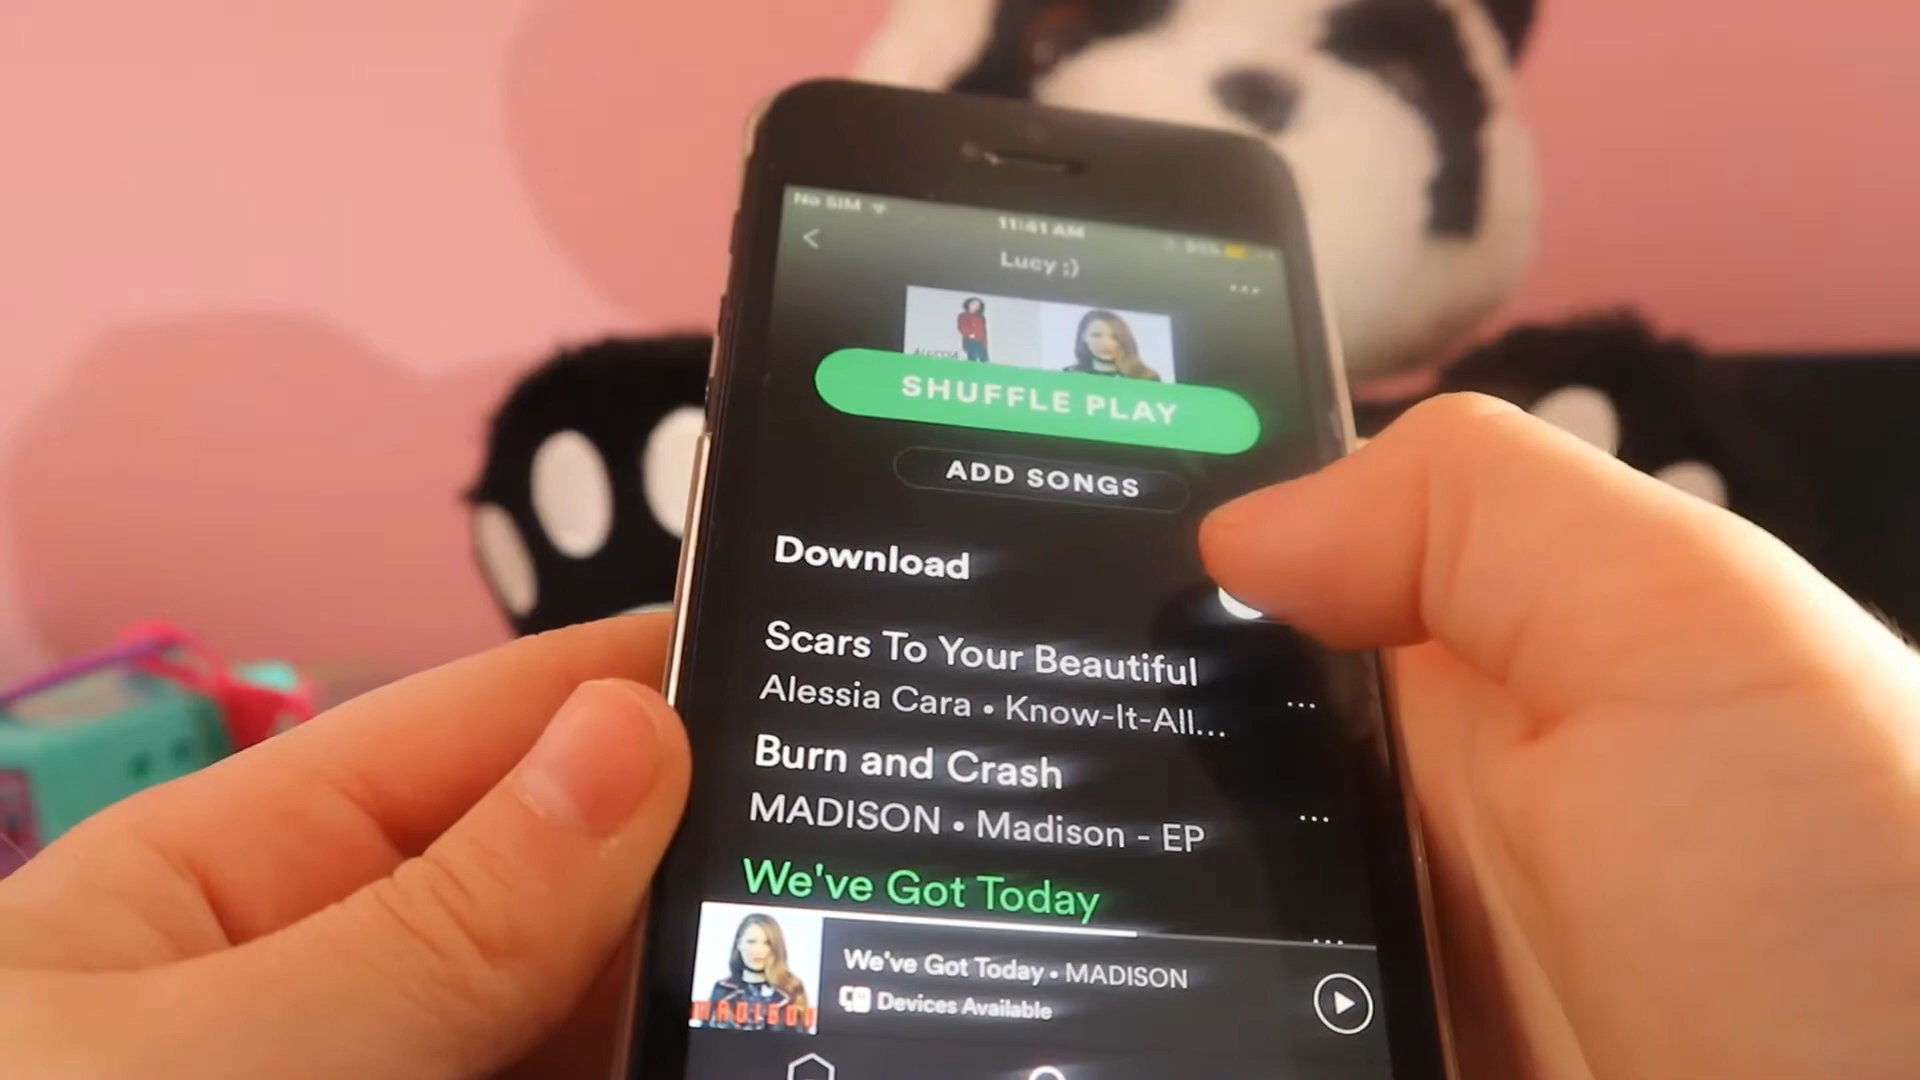 No SIM
11:41 AM
Lucy :)
SHUFFLE PLAY
ADD SONGS
Download
Scars To Your Beautiful
Alessia Cara • Know-It-All...
Burn and Crash
MADISON • Madison - EP
We've Got Today
We've Got Today • MADISON
Devices Available
MADISON